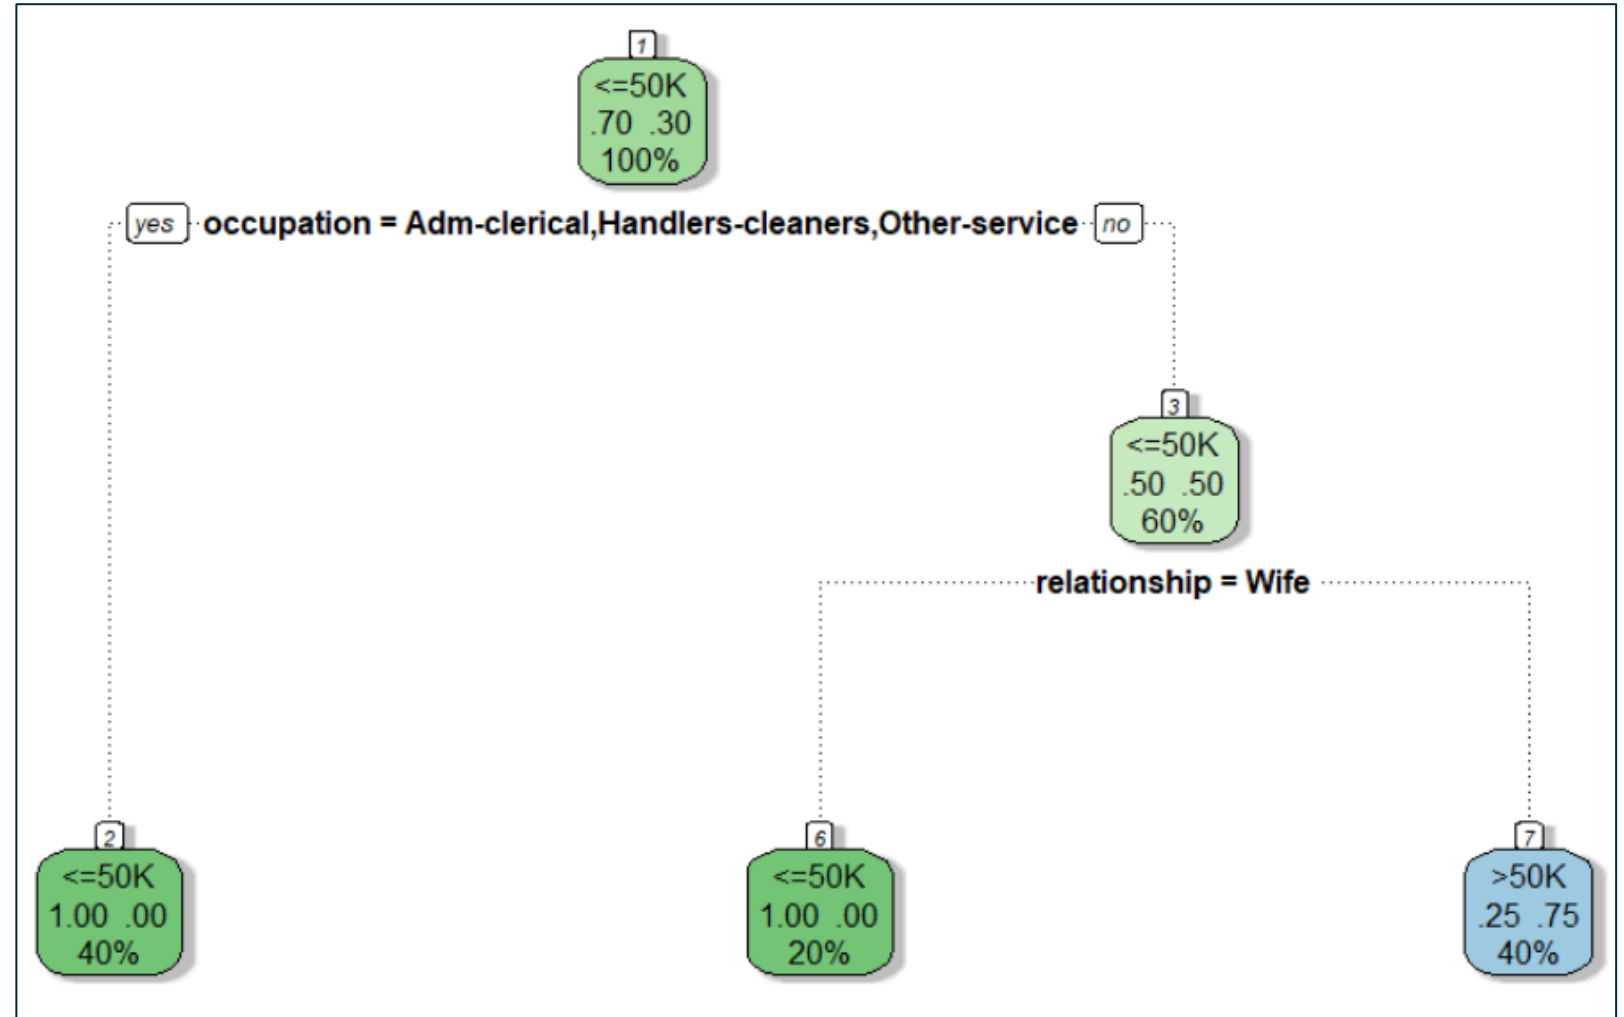 1
<=50K
.70 .30
100%
yes occupation = Adm-clerical,Handlers-cleaners,Other-service no
3
<=50K
.50 .50
60%
relationship = Wife
2
<=50K
1.00 .00
40%
6
<=50K
1.00 .00
20%
7
>50K
.25 .75
40%